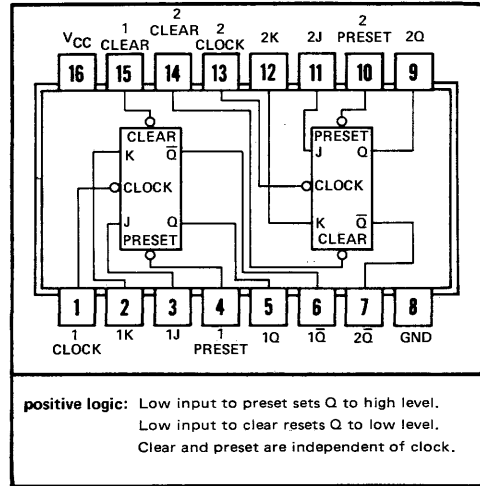 VCC
1
CLEAR
2
CLEAR
2
CLOCK
2K
2J
2
PRESET
2Q
16 15 14 13 12 11 10 9
CLEAR
K Q̅
CLOCK
J Q
PRESET
PRESET
J Q
CLOCK
K Q̅
CLEAR
1 2 3 4 5 6 7 8
1
CLOCK
1K
1J
1
PRESET
1Q
1Q̅
2Q̅
GND
positive logic: Low input to preset sets Q to high level.
Low input to clear resets Q to low level.
Clear and preset are independent of clock.